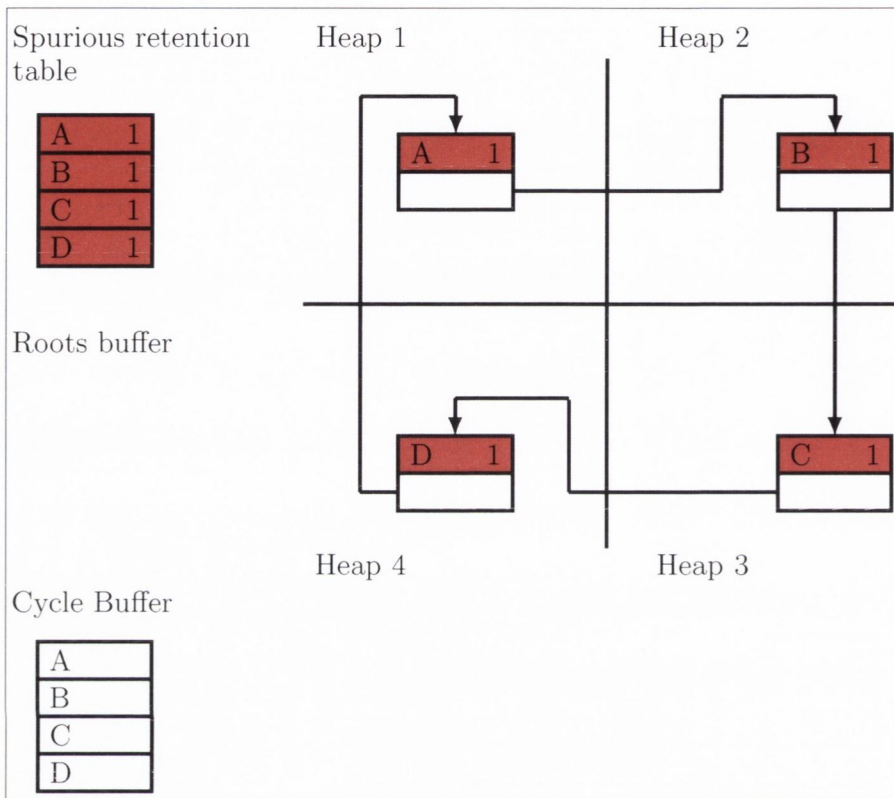 Spurious retention
table
A 1
B 1
C 1
D 1
Heap 1
Heap 2
A 1
B 1
Roots buffer
D 1
C 1
Heap 4
Heap 3
Cycle Buffer
A
B
C
D